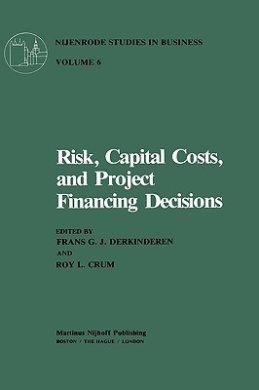 NIJENRODE STUDIES IN BUSINESS
VOLUME 6
Risk, Capital Costs,
and Project
Financing Decisions
EDITED BY
FRANS G. J. DERKINDEREN
AND
ROY L. CRUM
Martinus Nijhoff Publishing
BOSTON / THE HAGUE / LONDON